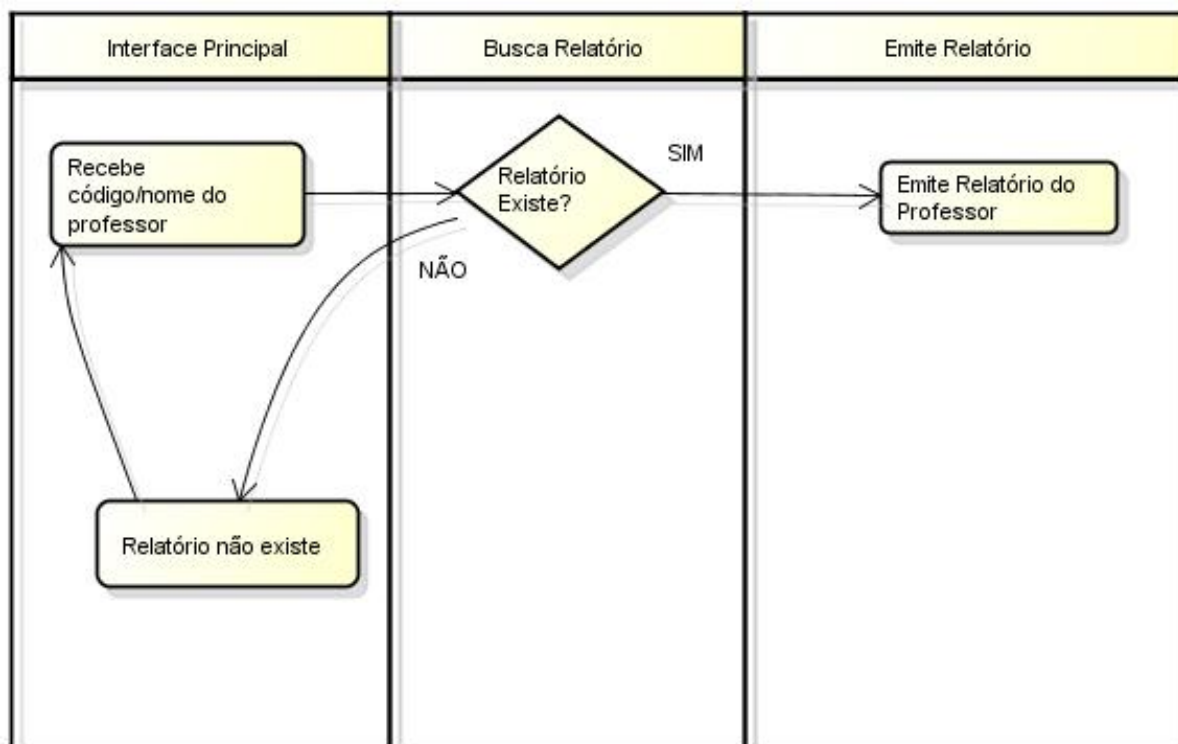 Interface Principal
Busca Relatório
Emite Relatório
Recebe
código/nome do
professor
Relatório
Existe?
SIM
Emite Relatório do
Professor
NÃO
Relatório não existe